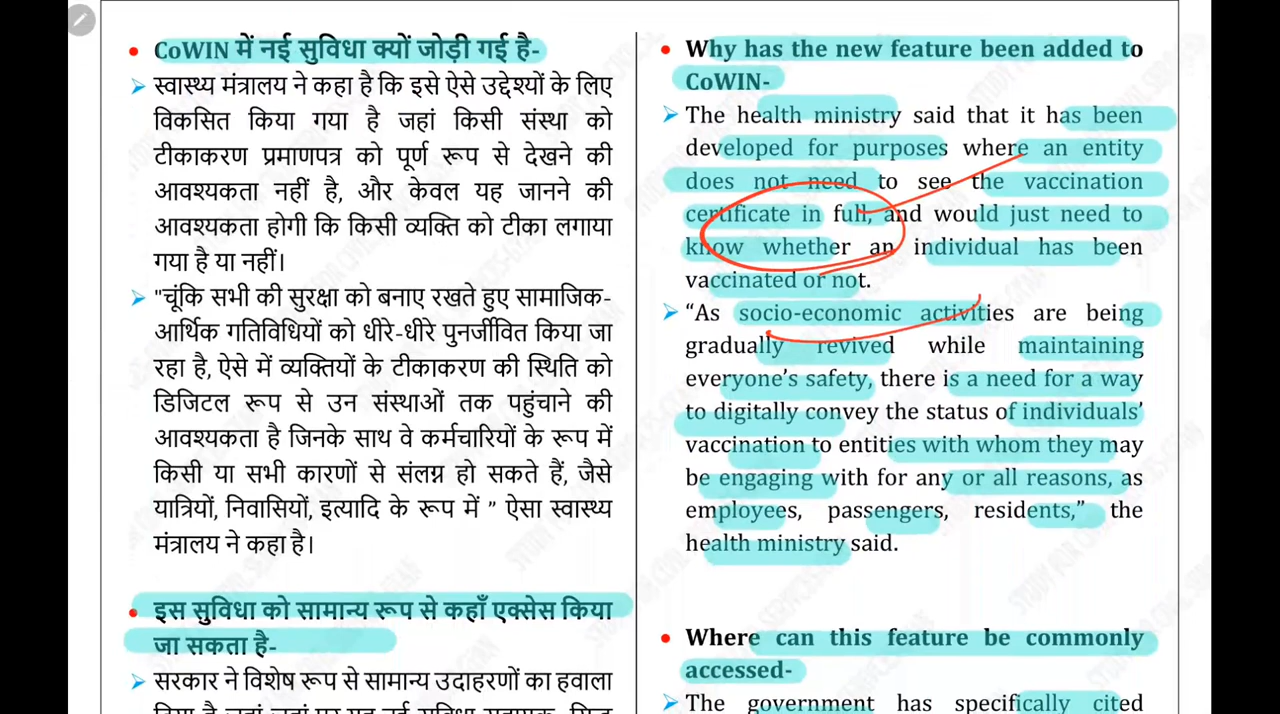 CoWIN में नई सुविधा क्यों जोड़ी गई है-
स्वास्थ्य मंत्रालय ने कहा है कि इसे ऐसे उद्देश्यों के लिए
विकसित किया गया है जहां किसी संस्था को
टीकाकरण प्रमाणपत्र को पूर्ण रूप से देखने की
आवश्यकता नहीं है, और केवल यह जानने की
आवश्यकता होगी कि किसी व्यक्ति को टीका लगाया
गया है या नहीं।
"चूंकि सभी की सुरक्षा को बनाए रखते हुए सामाजिक-
आर्थिक गतिविधियों को धीरे-धीरे पुनर्जीवित किया जा
रहा है, ऐसे में व्यक्तियों के टीकाकरण की स्थिति को
डिजिटल रूप से उन संस्थाओं तक पहुंचाने की
आवश्यकता है जिनके साथ वे कर्मचारियों के रूप में
किसी या सभी कारणों से संलग्न हो सकते हैं, जैसे
यात्रियों, निवासियों, इत्यादि के रूप में ” ऐसा स्वास्थ्य
मंत्रालय ने कहा है।
इस सुविधा को सामान्य रूप से कहाँ एक्सेस किया
जा सकता है-
सरकार ने विशेष रूप से सामान्य उदाहरणों का हवाला
Why has the new feature been added to
CoWIN-
The health ministry said that it has been
developed for purposes where an entity
does not need to see the vaccination
certificate in full, and would just need to
know whether an individual has been
vaccinated or not.
“As socio-economic activities are being
gradually revived while maintaining
everyone’s safety, there is a need for a way
to digitally convey the status of individuals’
vaccination to entities with whom they may
be engaging with for any or all reasons, as
employees, passengers, residents,” the
health ministry said.
Where can this feature be commonly
accessed-
The government has specifically cited